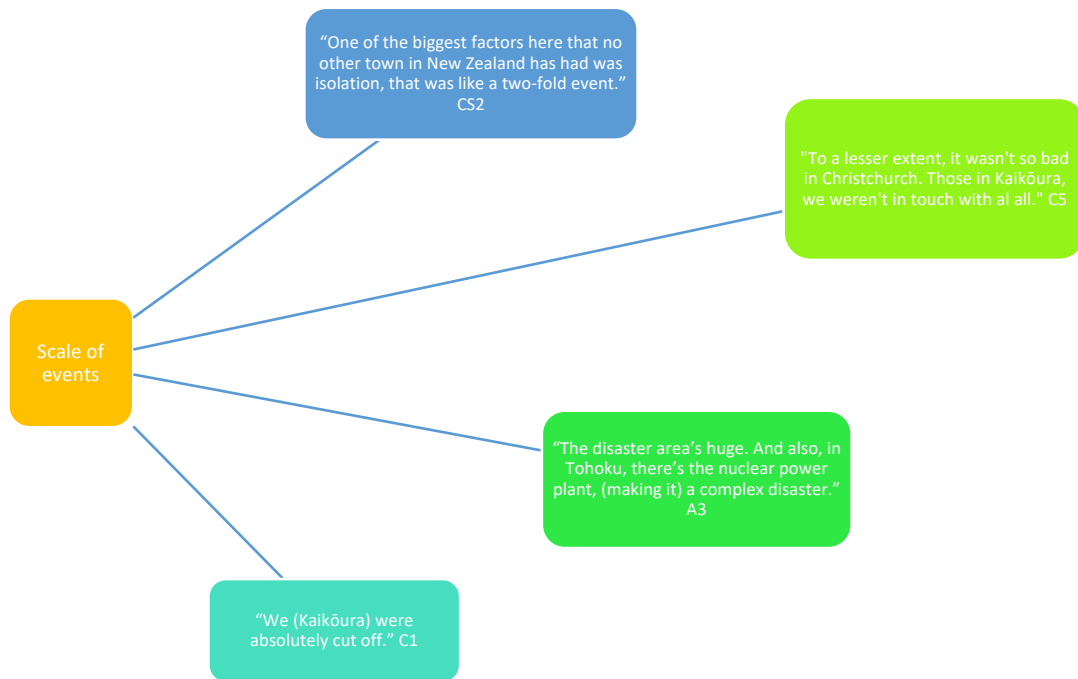 “One of the biggest factors here that no
other town in New Zealand has had was
isolation, that was like a two-fold event.”
CS2
"To a lesser extent, it wasn't so bad
in Christchurch. Those in Kaikōura,
we weren't in touch with al all." C5
Scale of
events
“The disaster area’s huge. And also, in
Tohoku, there’s the nuclear power
plant, (making it) a complex disaster.”
A3
“We (Kaikōura) were
absolutely cut off.” C1